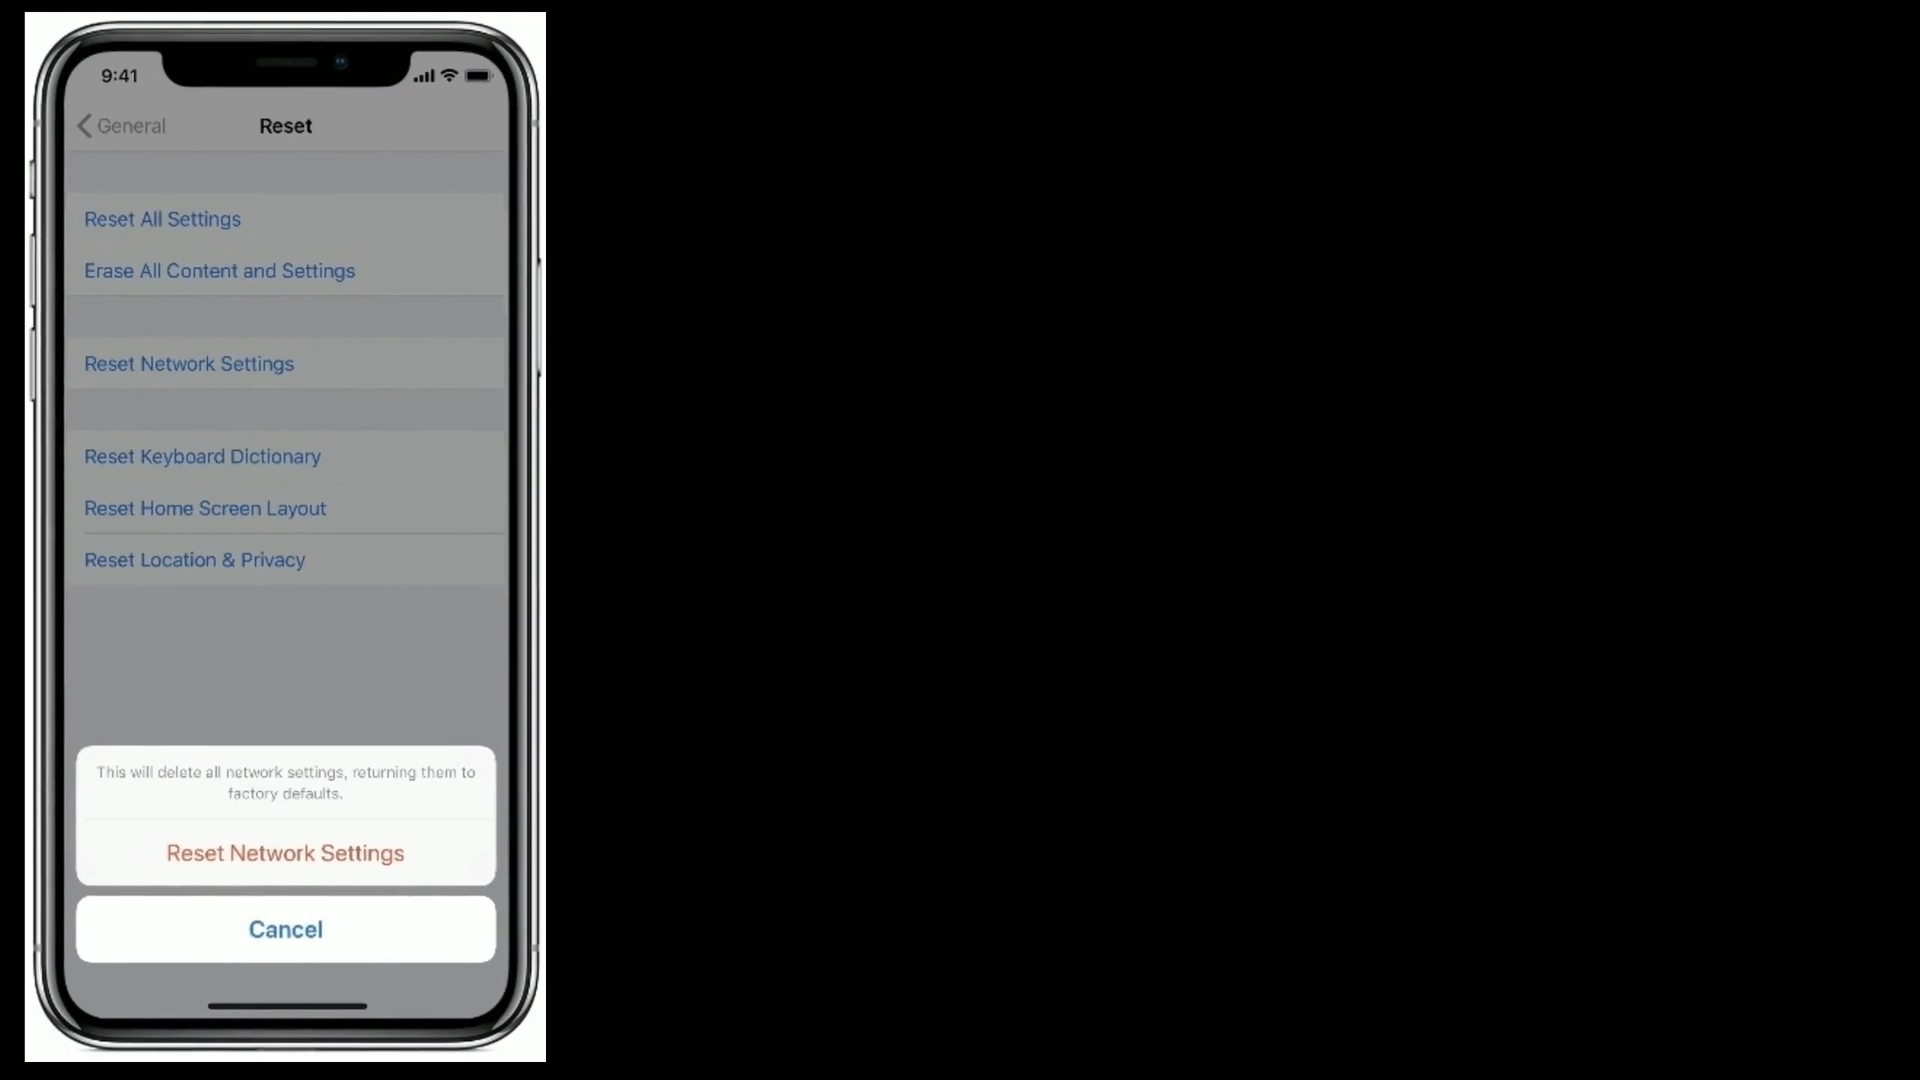 9:41
General
Reset
Reset All Settings
Erase All Content and Settings
Reset Network Settings
Reset Keyboard Dictionary
Reset Home Screen Layout
Reset Location & Privacy
This will delete all network settings, returning them to
factory defaults.
Reset Network Settings
Cancel